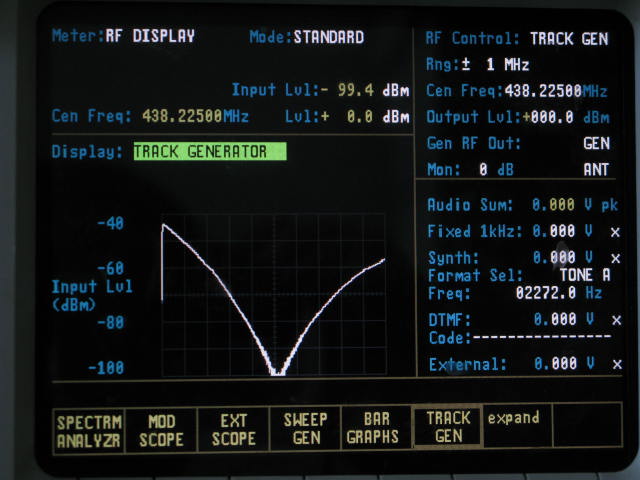 Meter:RF DISPLAY Mode:STANDARD
Input Lvl:- 99.4 dBm
Cen Freq: 438.22500MHz Lvl:+ 0.0 dBm
Display: TRACK GENERATOR
-40
-60
Input Lvl
(dBm)
-80
-100
RF Control: TRACK GEN
Rng:± 1 MHz
Cen Freq:438.22500MHz
Output Lvl:+000.0 dBm
Gen RF Out: GEN
Mon: 0 dB ANT
Audio Sum: 0.000 V pk
Fixed 1kHz: 0.000 V x
Synth: 0.000 V x
Format Sel: TONE A
Freq: 02272.0 Hz
DTMF: 0.000 V x
Code:----------------
External: 0.000 V x
SPECTRM MOD EXT SWEEP BAR TRACK expand
ANALYZR SCOPE SCOPE GEN GRAPHS GEN